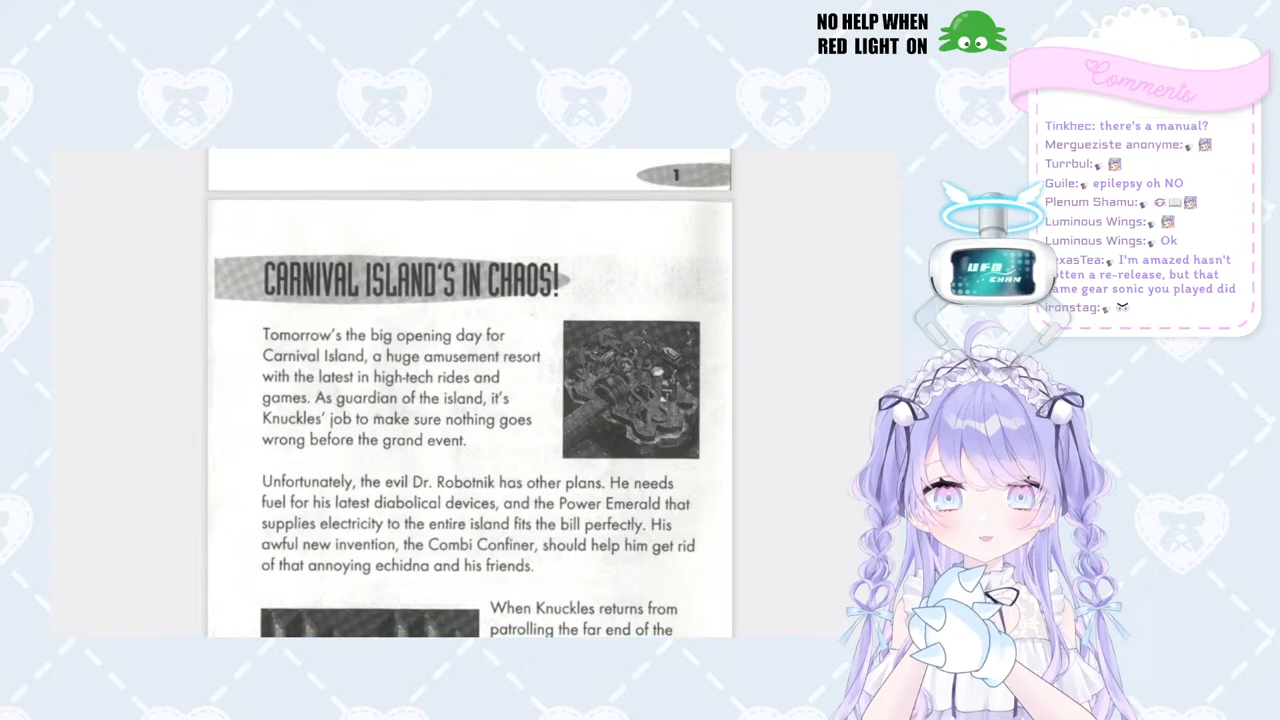 NO HELP WHEN
RED LIGHT ON
Comments
Tinkhec: there's a manual?
Mergueziste anonyme:
Turrbul:
Guile: epilepsy oh NO
Plenum Shamu:
Luminous Wings:
Luminous Wings: Ok
I'm amazed hasn't
a re-release, but that
sonic you played did
ironstag:
UFO
CHAN
1
CARNIVAL ISLAND'S IN CHAOS!
Tomorrow's the big opening day for
Carnival Island, a huge amusement resort
with the latest in high-tech rides and
games. As guardian of the island, it's
Knuckles' job to make sure nothing goes
wrong before the grand event.
Unfortunately, the evil Dr. Robotnik has other plans. He needs
fuel for his latest diabolical devices, and the Power Emerald that
supplies electricity to the entire island fits the bill perfectly. His
awful new invention, the Combi Confiner, should help him get rid
of that annoying echidna and his friends.
When Knuckles returns from
patrolling the far end of the